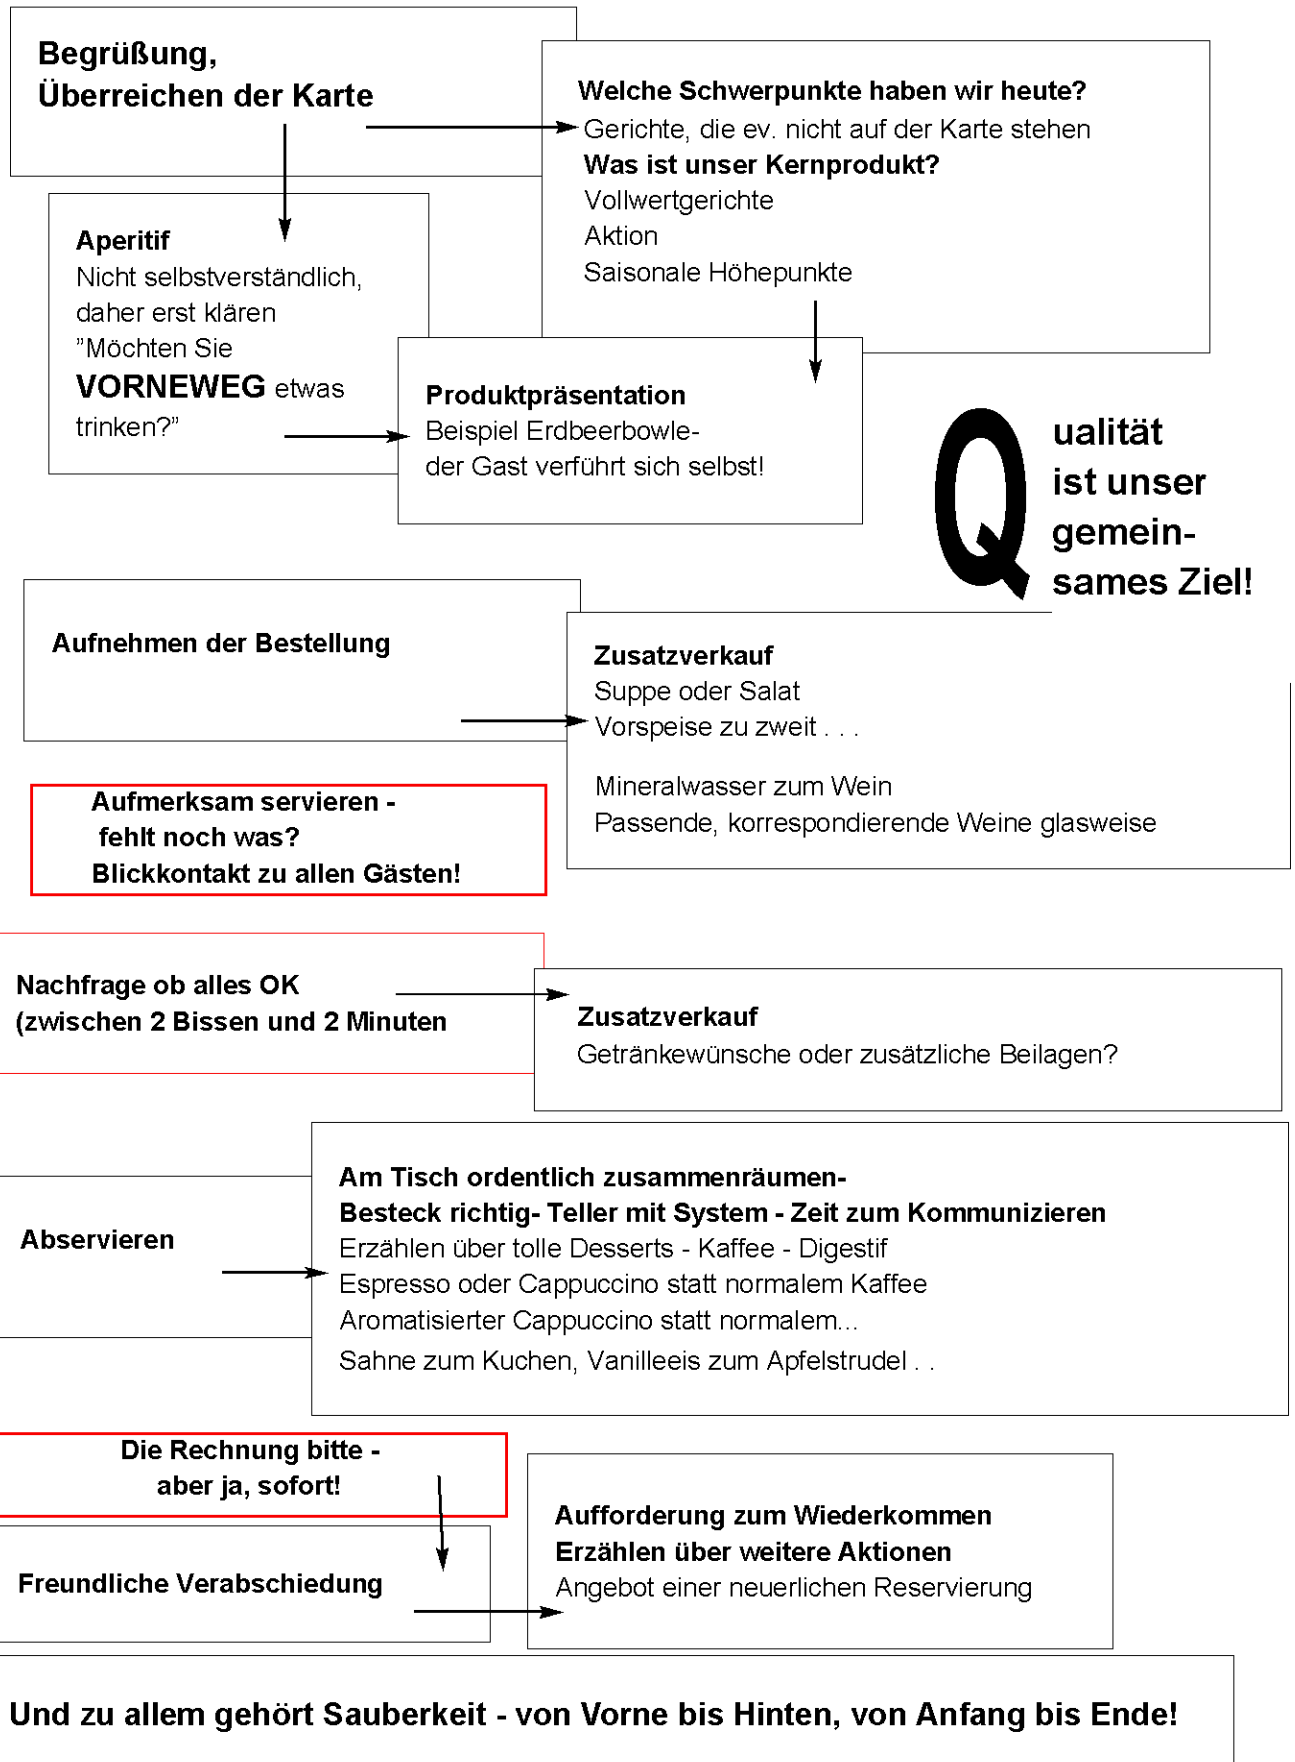 Begrüßung,
Überreichen der Karte
Welche Schwerpunkte haben wir heute?
Gerichte, die ev. nicht auf der Karte stehen
Was ist unser Kernprodukt?
Vollwertgerichte
Aktion
Saisonale Höhepunkte
Aperitif
Nicht selbstverständlich,
daher erst klären
”Möchten Sie
VORNEWEG etwas
trinken?”
Produktpräsentation
Beispiel Erdbeerbowle-
der Gast verführt sich selbst!
Qualität
ist unser
gemein-
sames Ziel!
Aufnehmen der Bestellung
Zusatzverkauf
Suppe oder Salat
Vorspeise zu zweit . . .
Mineralwasser zum Wein
Passende, korrespondierende Weine glasweise
Aufmerksam servieren -
fehlt noch was?
Blickkontakt zu allen Gästen!
Nachfrage ob alles OK
(zwischen 2 Bissen und 2 Minuten
Zusatzverkauf
Getränkewünsche oder zusätzliche Beilagen?
Abservieren
Am Tisch ordentlich zusammenräumen-
Besteck richtig- Teller mit System - Zeit zum Kommunizieren
Erzählen über tolle Desserts - Kaffee - Digestif
Espresso oder Cappuccino statt normalem Kaffee
Aromatisierter Cappuccino statt normalem...
Sahne zum Kuchen, Vanilleeis zum Apfelstrudel . .
Die Rechnung bitte -
aber ja, sofort!
Freundliche Verabschiedung
Aufforderung zum Wiederkommen
Erzählen über weitere Aktionen
Angebot einer neuerlichen Reservierung
Und zu allem gehört Sauberkeit - von Vorne bis Hinten, von Anfang bis Ende!